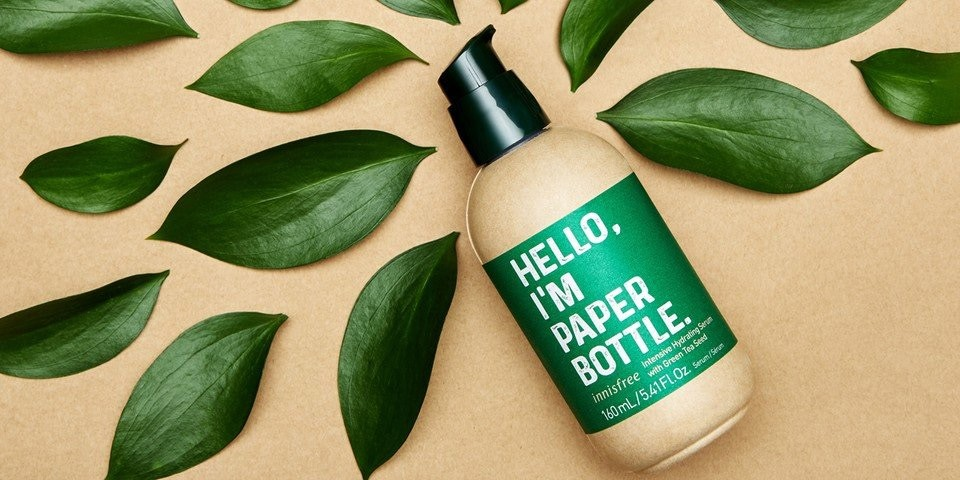 HELLO,
I'M
PAPER
BOTTLE.
innisfree Intensive Hydrating Serum
with Green Tea Seed
160mL/5.41Fl.Oz. Serum/Sérum